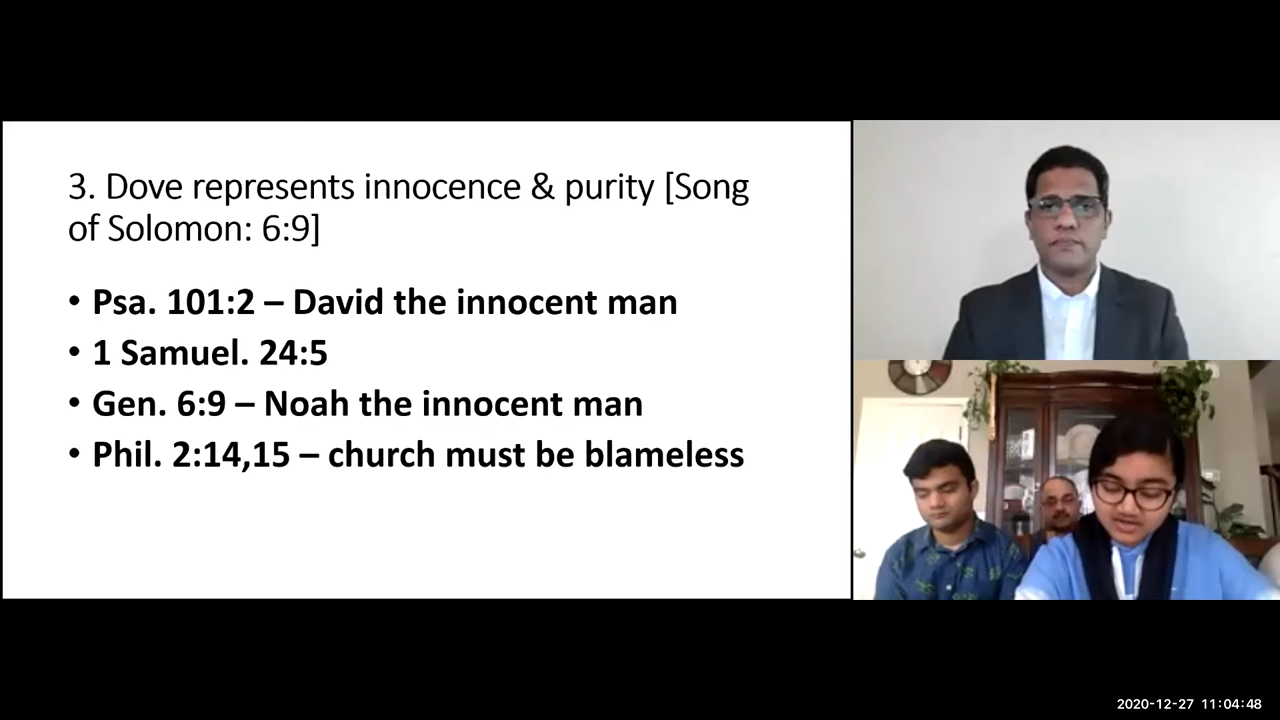 3. Dove represents innocence & purity [Song
of Solomon: 6:9]
• Psa. 101:2 – David the innocent man
• 1 Samuel. 24:5
• Gen. 6:9 – Noah the innocent man
• Phil. 2:14,15 – church must be blameless
2020-12-27 11:04:48